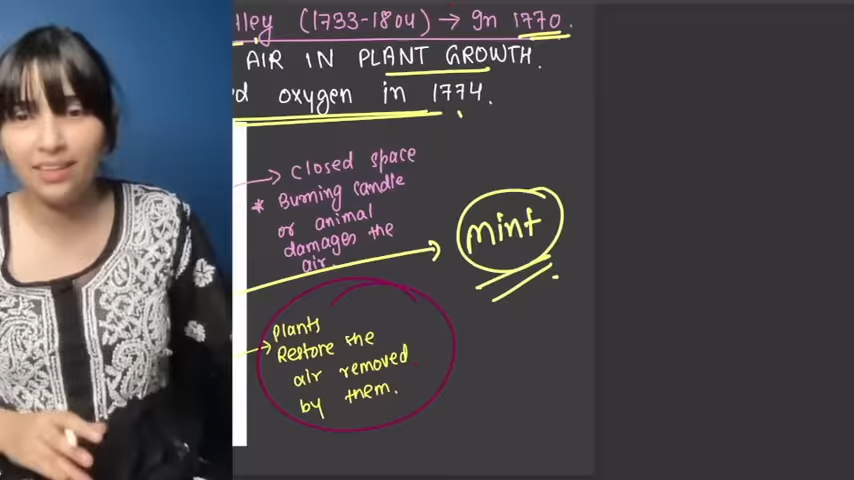 lley (1733-1804) → In 1770.
AIR IN PLANT GROWTH.
d oxygen in 1774.
→ Closed space
* Burning candle
or animal
damages the
air.
mint
→ Plants
Restore the
air removed
by them.